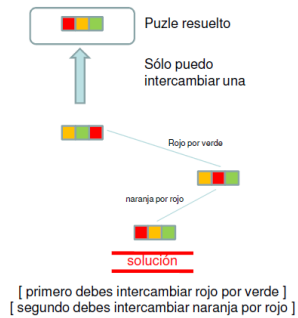 Puzle resuelto
Sólo puedo
intercambiar una
Rojo por verde
naranja por rojo
solución
[ primero debes intercambiar rojo por verde ]
[ segundo debes intercambiar naranja por rojo ]